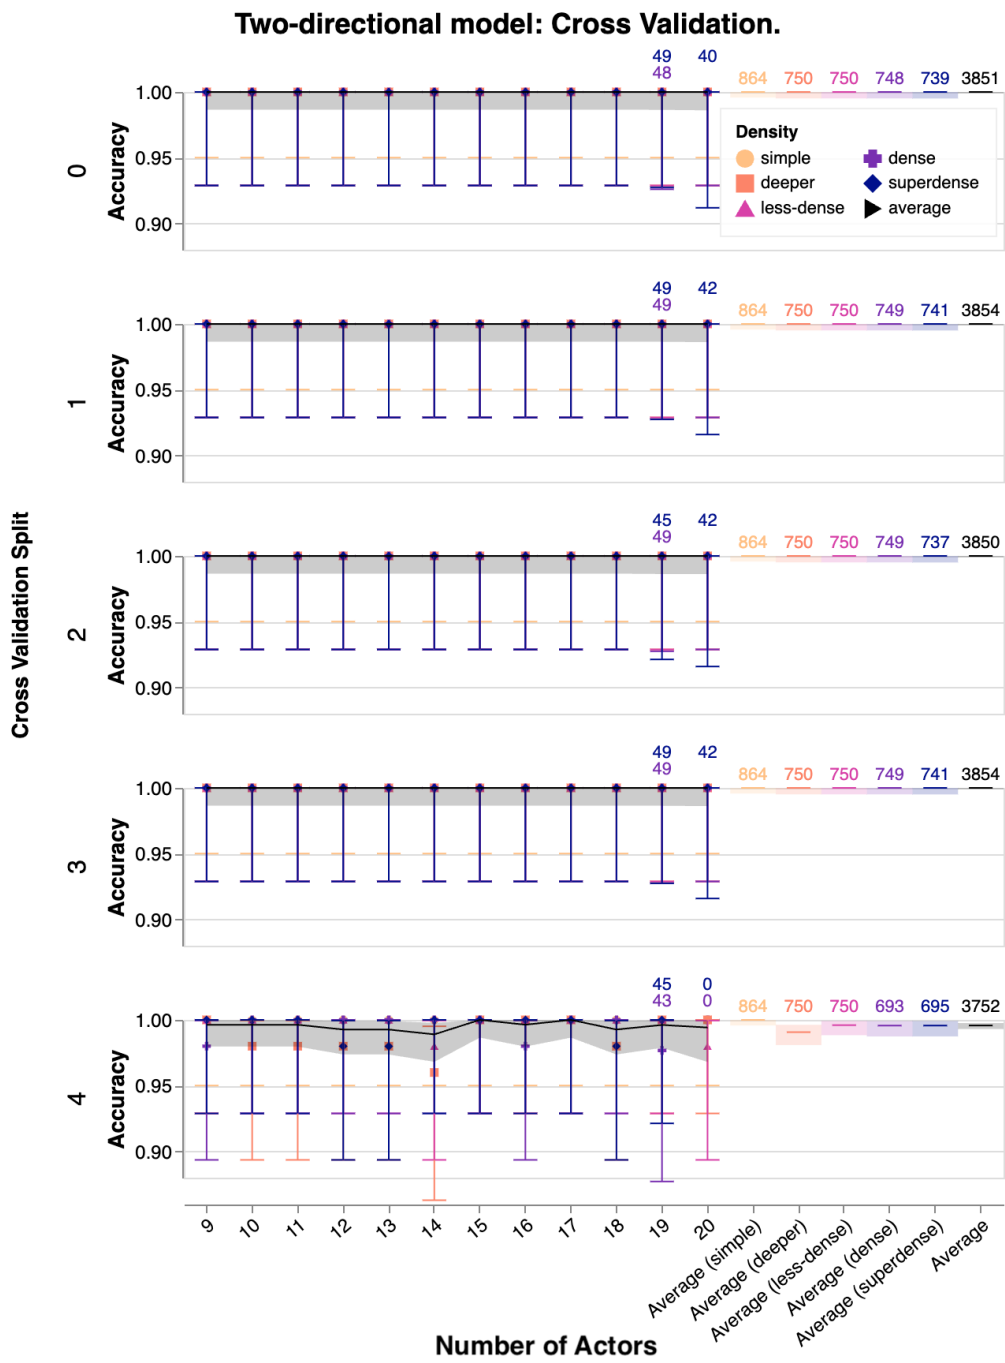 Two-directional model: Cross Validation.
49 40
48
864 750 750 748 739 3851
1.00
0.95
0.90
0
Accuracy
Density
simple dense
deeper superdense
less-dense average
49 42
49
864 750 750 749 741 3854
1.00
0.95
0.90
1
Accuracy
45 42
49
864 750 750 749 737 3850
1.00
0.95
0.90
2
Accuracy
Cross Validation Split
49 42
49
864 750 750 749 741 3854
1.00
0.95
0.90
3
Accuracy
45 0
43 0
864 750 750 693 695 3752
1.00
0.95
0.90
4
Accuracy
9 10 11 12 13 14 15 16 17 18 19 20 Average (simple) Average (deeper) Average (less-dense) Average (dense) Average (superdense) Average
Number of Actors